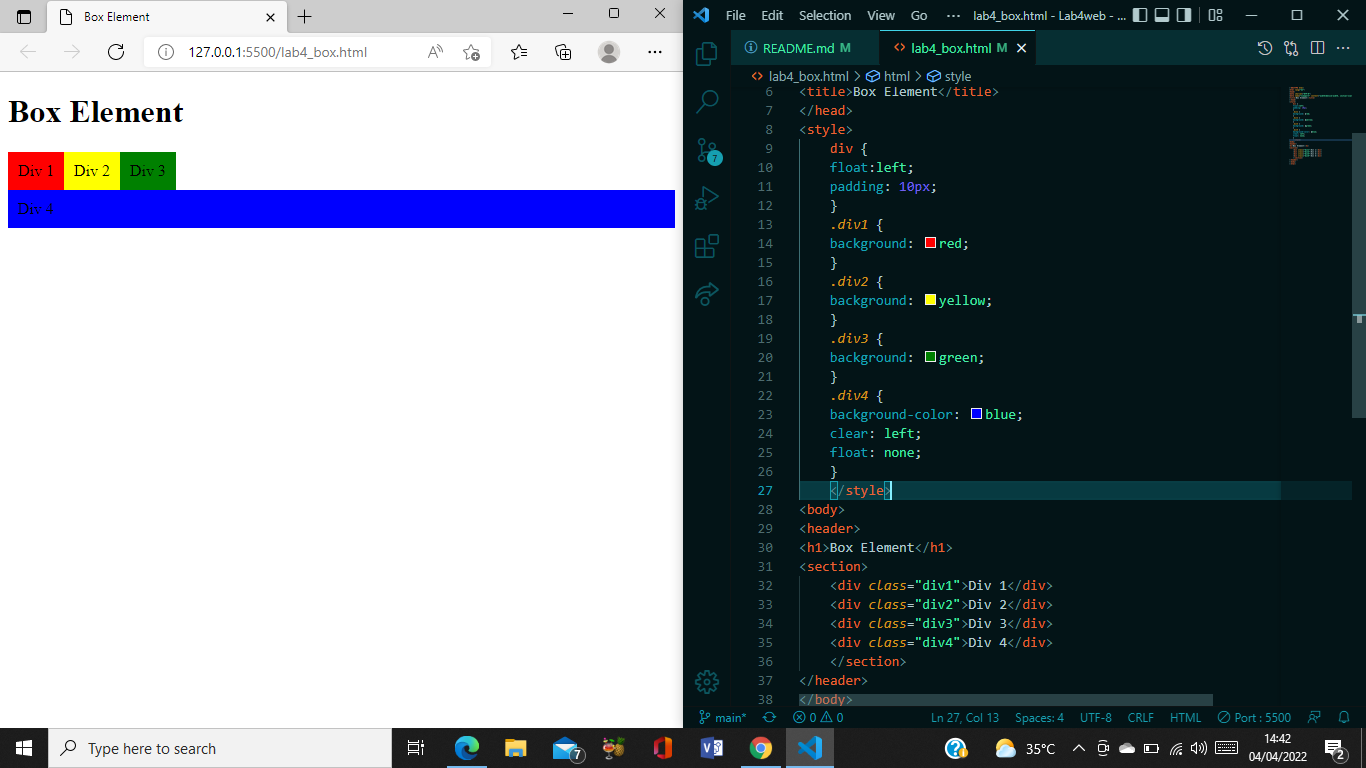 Box Element
127.0.0.1:5500/lab4_box.html
Box Element
Div 1 Div 2 Div 3
Div 4
File Edit Selection View Go ··· lab4_box.html - Lab4web - ...
README.md M lab4_box.html M
lab4_box.html > html > style
6 <title>Box Element</title>
7 </head>
8 <style>
9 div {
10 float:left;
11 padding: 10px;
12 }
13 .div1 {
14 background: red;
15 }
16 .div2 {
17 background: yellow;
18 }
19 .div3 {
20 background: green;
21 }
22 .div4 {
23 background-color: blue;
24 clear: left;
25 float: none;
26 }
27 </style>
28 <body>
29 <header>
30 <h1>Box Element</h1>
31 <section>
32 <div class="div1">Div 1</div>
33 <div class="div2">Div 2</div>
34 <div class="div3">Div 3</div>
35 <div class="div4">Div 4</div>
36 </section>
37 </header>
38 </body>
7
main* 0 0 Ln 27, Col 13 Spaces: 4 UTF-8 CRLF HTML Port : 5500
Type here to search
7
35°C
14:42
04/04/2022
2